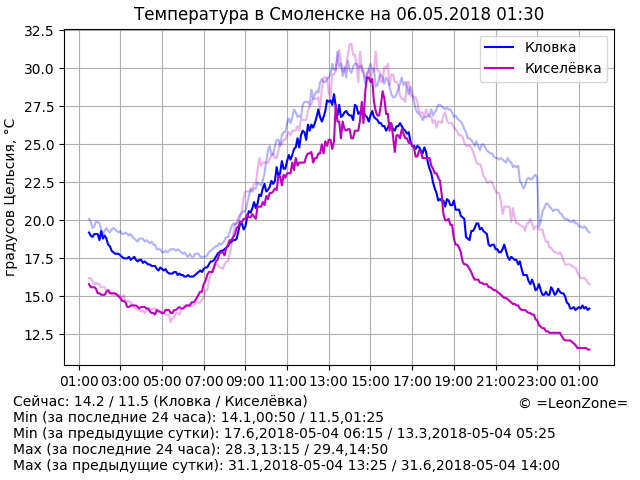 Температура в Смоленске на 06.05.2018 01:30
градусов Цельсия, °C
32.5
30.0
27.5
25.0
22.5
20.0
17.5
15.0
12.5
Кловка
Киселёвка
01:00 03:00 05:00 07:00 09:00 11:00 13:00 15:00 17:00 19:00 21:00 23:00 01:00
Сейчас: 14.2 / 11.5 (Кловка / Киселёвка)
© =LeonZone=
Min (за последние 24 часа): 14.1,00:50 / 11.5,01:25
Min (за предыдущие сутки): 17.6,2018-05-04 06:15 / 13.3,2018-05-04 05:25
Max (за последние 24 часа): 28.3,13:15 / 29.4,14:50
Max (за предыдущие сутки): 31.1,2018-05-04 13:25 / 31.6,2018-05-04 14:00